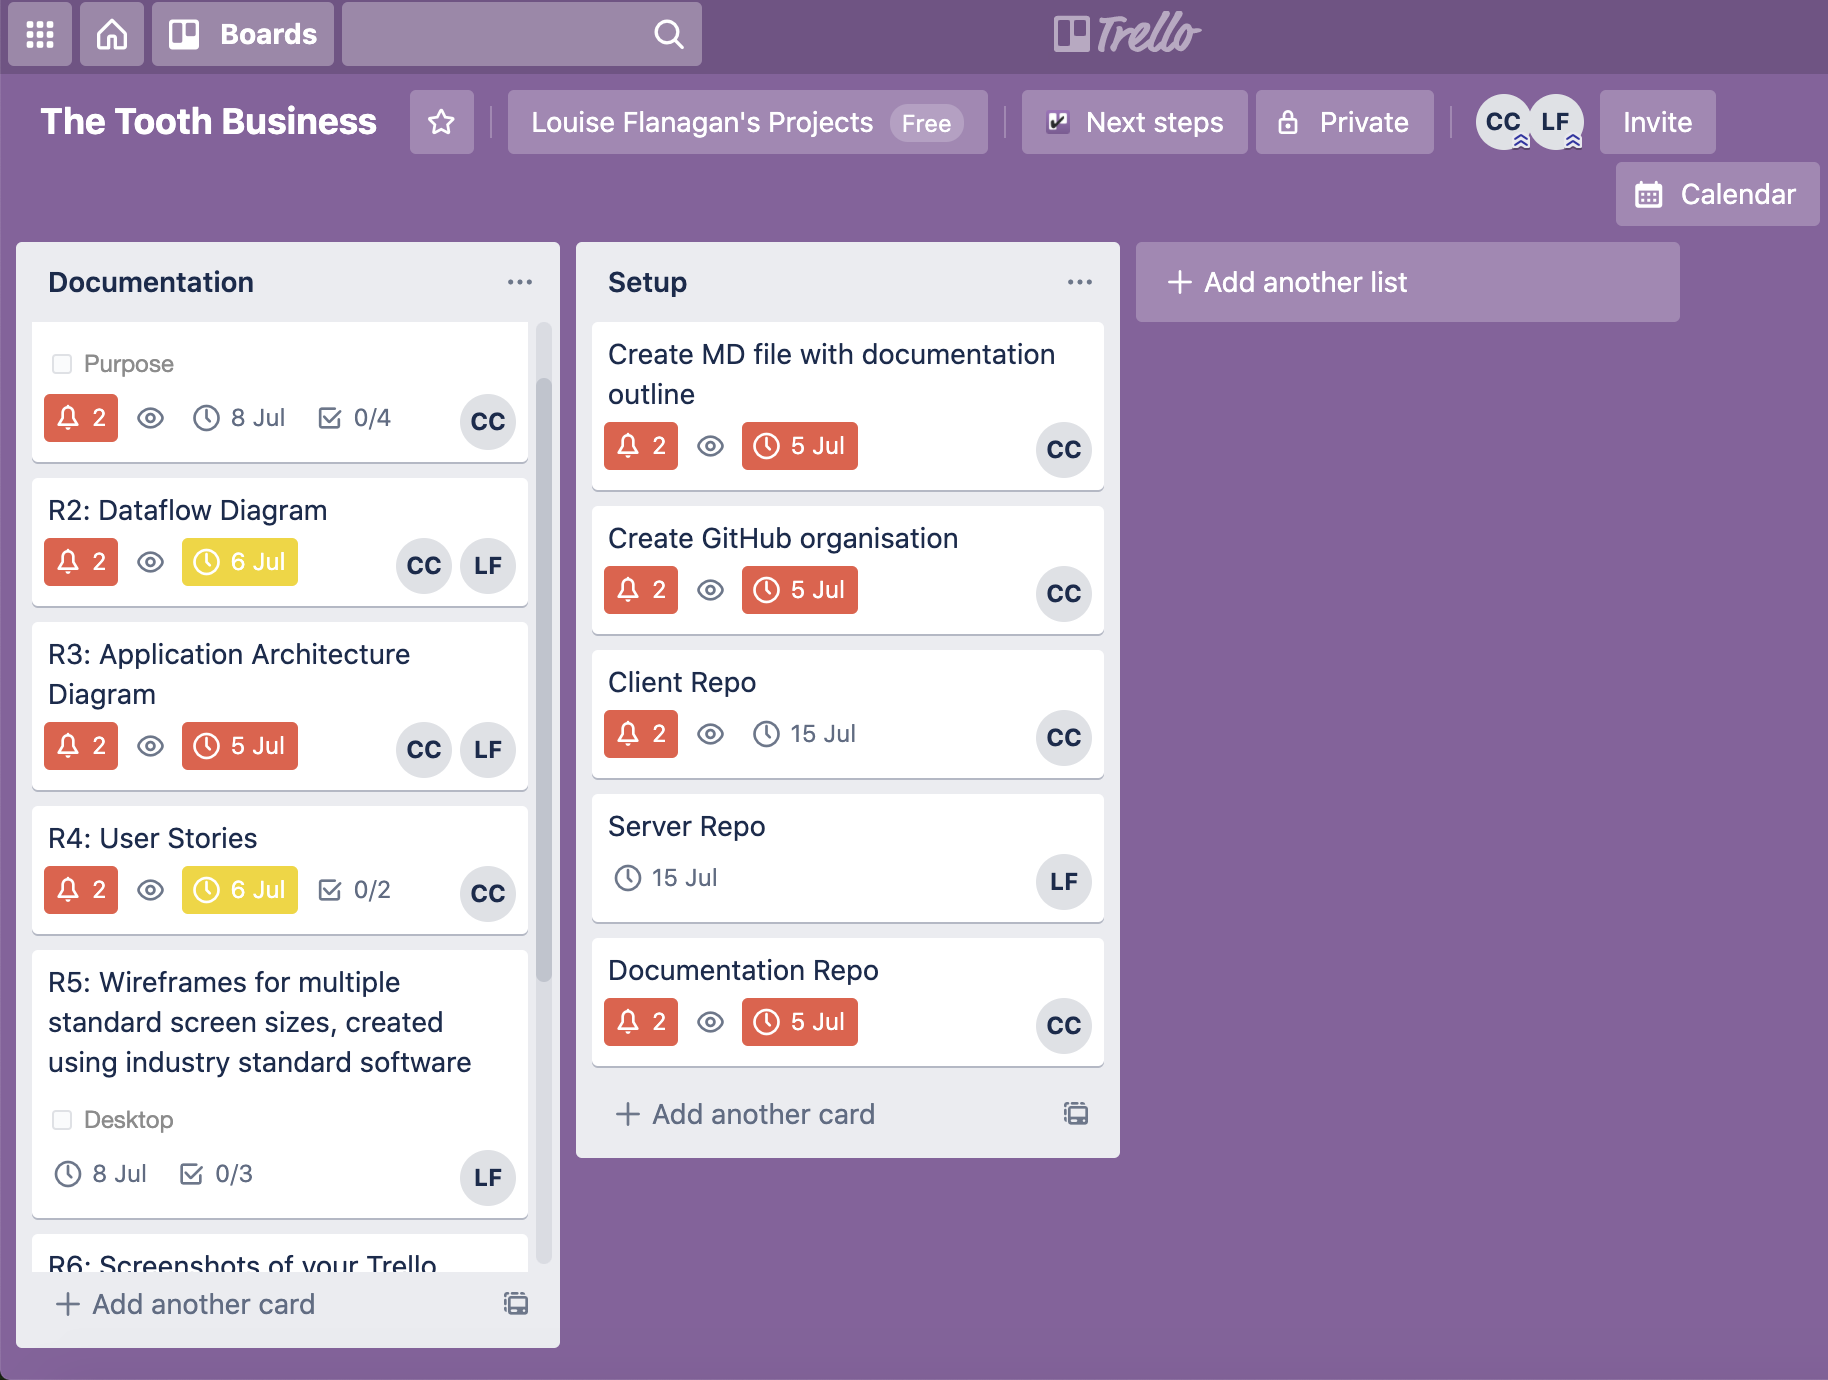 Boards
Trello
The Tooth Business
Louise Flanagan's Projects Free
Next steps
Private
CC LF
Invite
Calendar
Documentation
Purpose
2 8 Jul 0/4 CC
R2: Dataflow Diagram
2 6 Jul CC LF
R3: Application Architecture
Diagram
2 5 Jul CC LF
R4: User Stories
2 6 Jul 0/2 CC
R5: Wireframes for multiple
standard screen sizes, created
using industry standard software
Desktop
8 Jul 0/3 LF
R6: Screenshots of your Trello
+ Add another card
Setup
Create MD file with documentation
outline
2 5 Jul CC
Create GitHub organisation
2 5 Jul CC
Client Repo
2 15 Jul CC
Server Repo
15 Jul LF
Documentation Repo
2 5 Jul CC
+ Add another card
+ Add another list